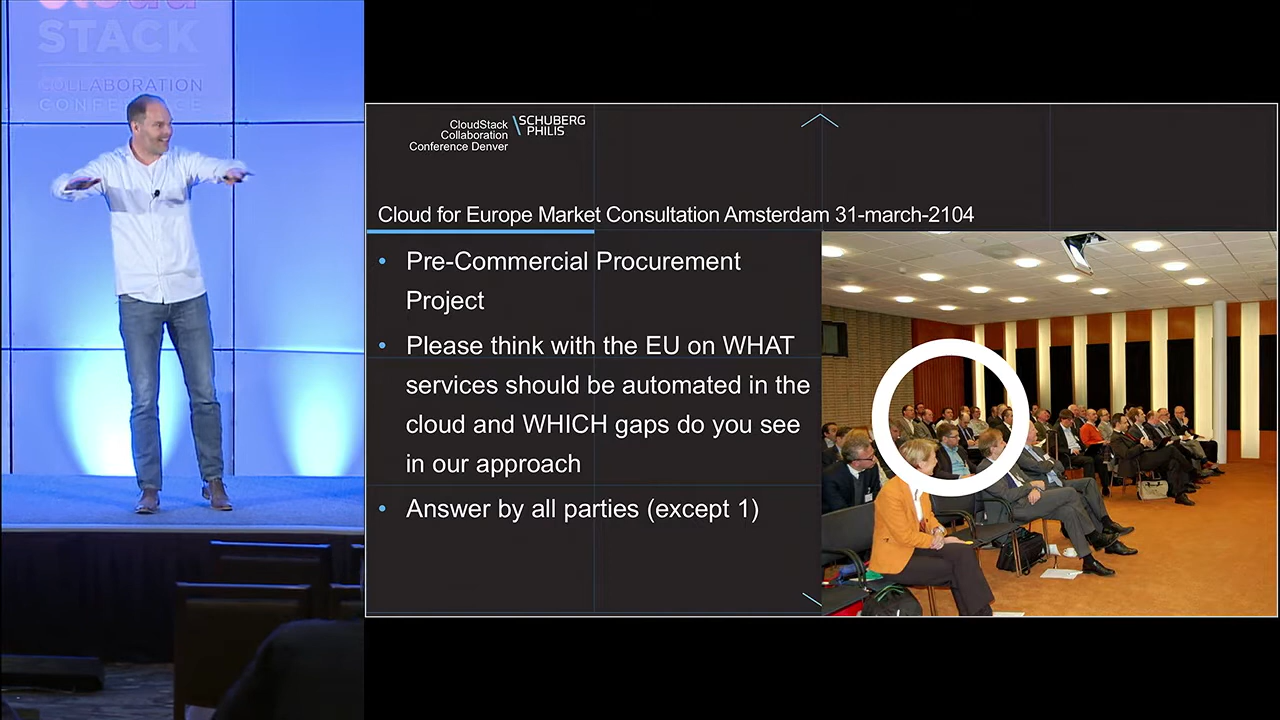 STACK
COLLABORATION
CONFERENCE
CloudStack
Collaboration
Conference Denver
SCHUBERG
PHILIS
Cloud for Europe Market Consultation Amsterdam 31-march-2104
• Pre-Commercial Procurement
Project
• Please think with the EU on WHAT
services should be automated in the
cloud and WHICH gaps do you see
in our approach
• Answer by all parties (except 1)